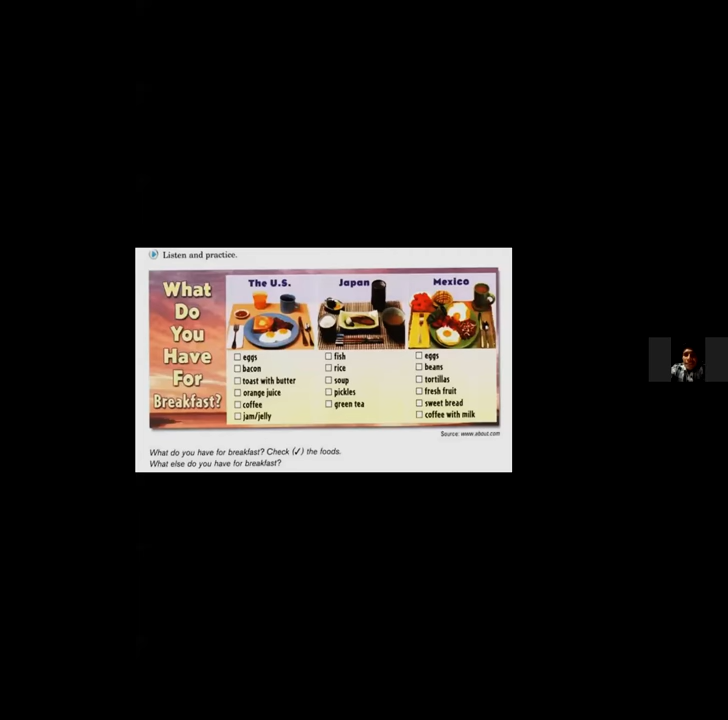 Listen and practice.
What
Do
You
Have
For
Breakfast?
The U.S.
eggs
bacon
toast with butter
orange juice
coffee
jam/jelly
Japan
fish
rice
soup
pickles
green tea
Mexico
eggs
beans
tortillas
fresh fruit
sweet bread
coffee with milk
Source: www.about.com
What do you have for breakfast? Check (✓) the foods.
What else do you have for breakfast?